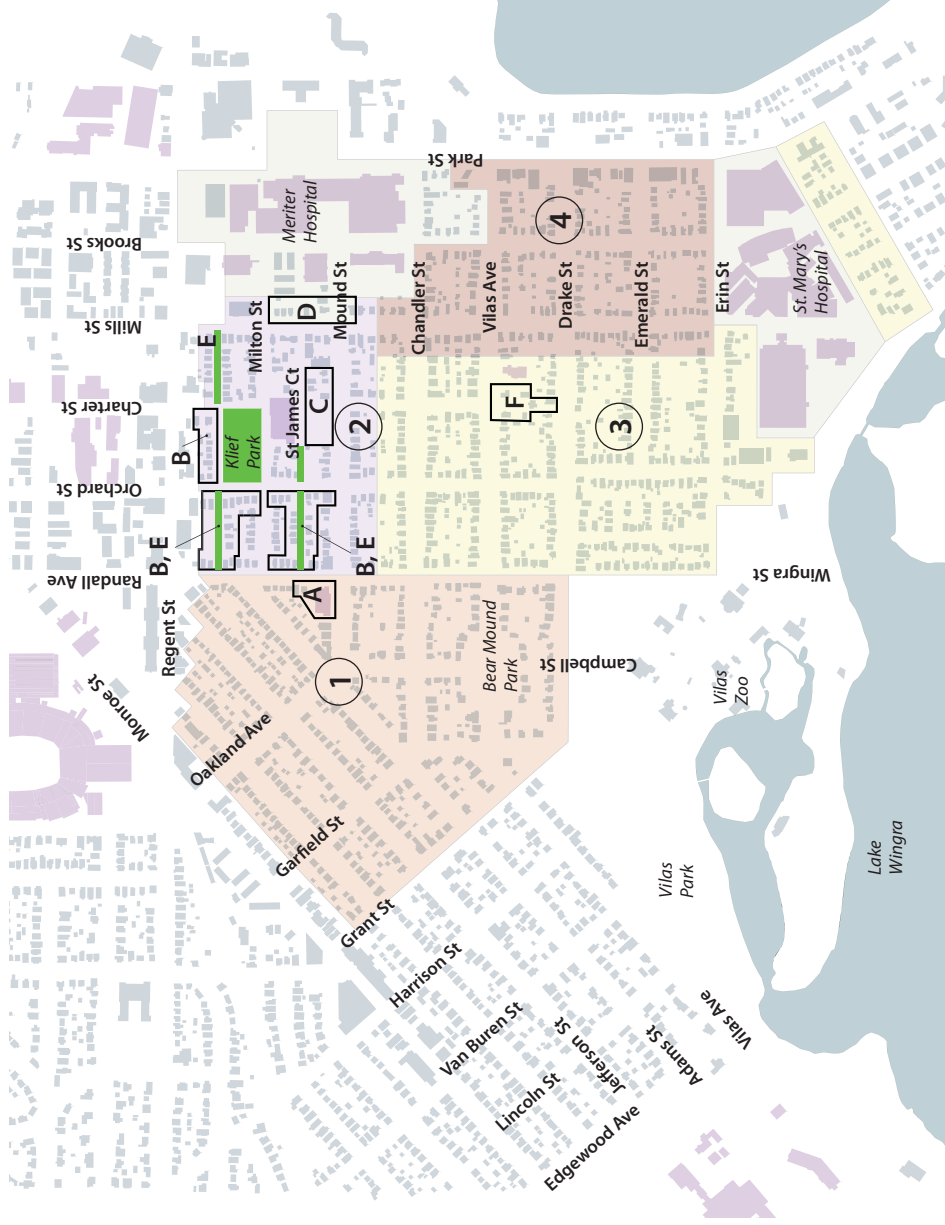 Brooks St
Mills St
Charter St
Orchard St
Randall Ave
Regent St
Monroe St
Park St
Meriter
Hospital
Milton St
Mound St
Chandler St
Vilas Ave
Drake St
Emerald St
Erin St
St. Mary's
Hospital
4
D
E
B
Klief
Park
St James Ct
C
2
F
3
B, E
B, E
A
1
Bear Mound
Park
Campbell St
Wingra St
Vilas
Zoo
Oakland Ave
Garfield St
Grant St
Harrison St
Van Buren St
Lincoln St
Jefferson St
Adams St
Vilas Ave
Edgewood Ave
Vilas
Park
Lake
Wingra